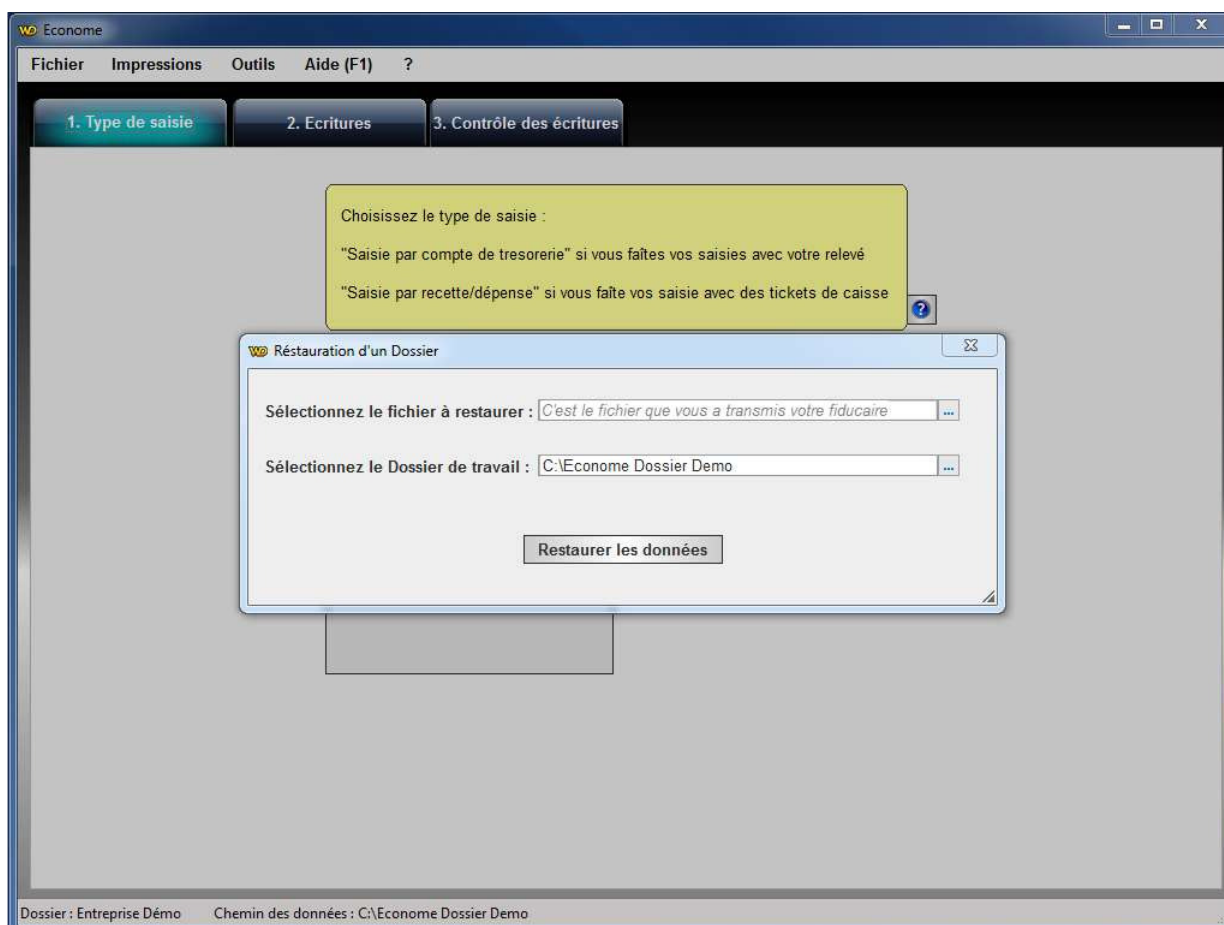 Econome
Fichier Impressions Outils Aide (F1) ?
1. Type de saisie 2. Ecritures 3. Contrôle des écritures
Choisissez le type de saisie :
"Saisie par compte de tresorerie" si vous faîtes vos saisies avec votre relevé
"Saisie par recette/dépense" si vous faîte vos saisie avec des tickets de caisse
Réstauration d'un Dossier
Sélectionnez le fichier à restaurer : C'est le fichier que vous a transmis votre fiducaire ...
Sélectionnez le Dossier de travail : C:\Econome Dossier Demo ...
Restaurer les données
Dossier : Entreprise Démo Chemin des données : C:\Econome Dossier Demo